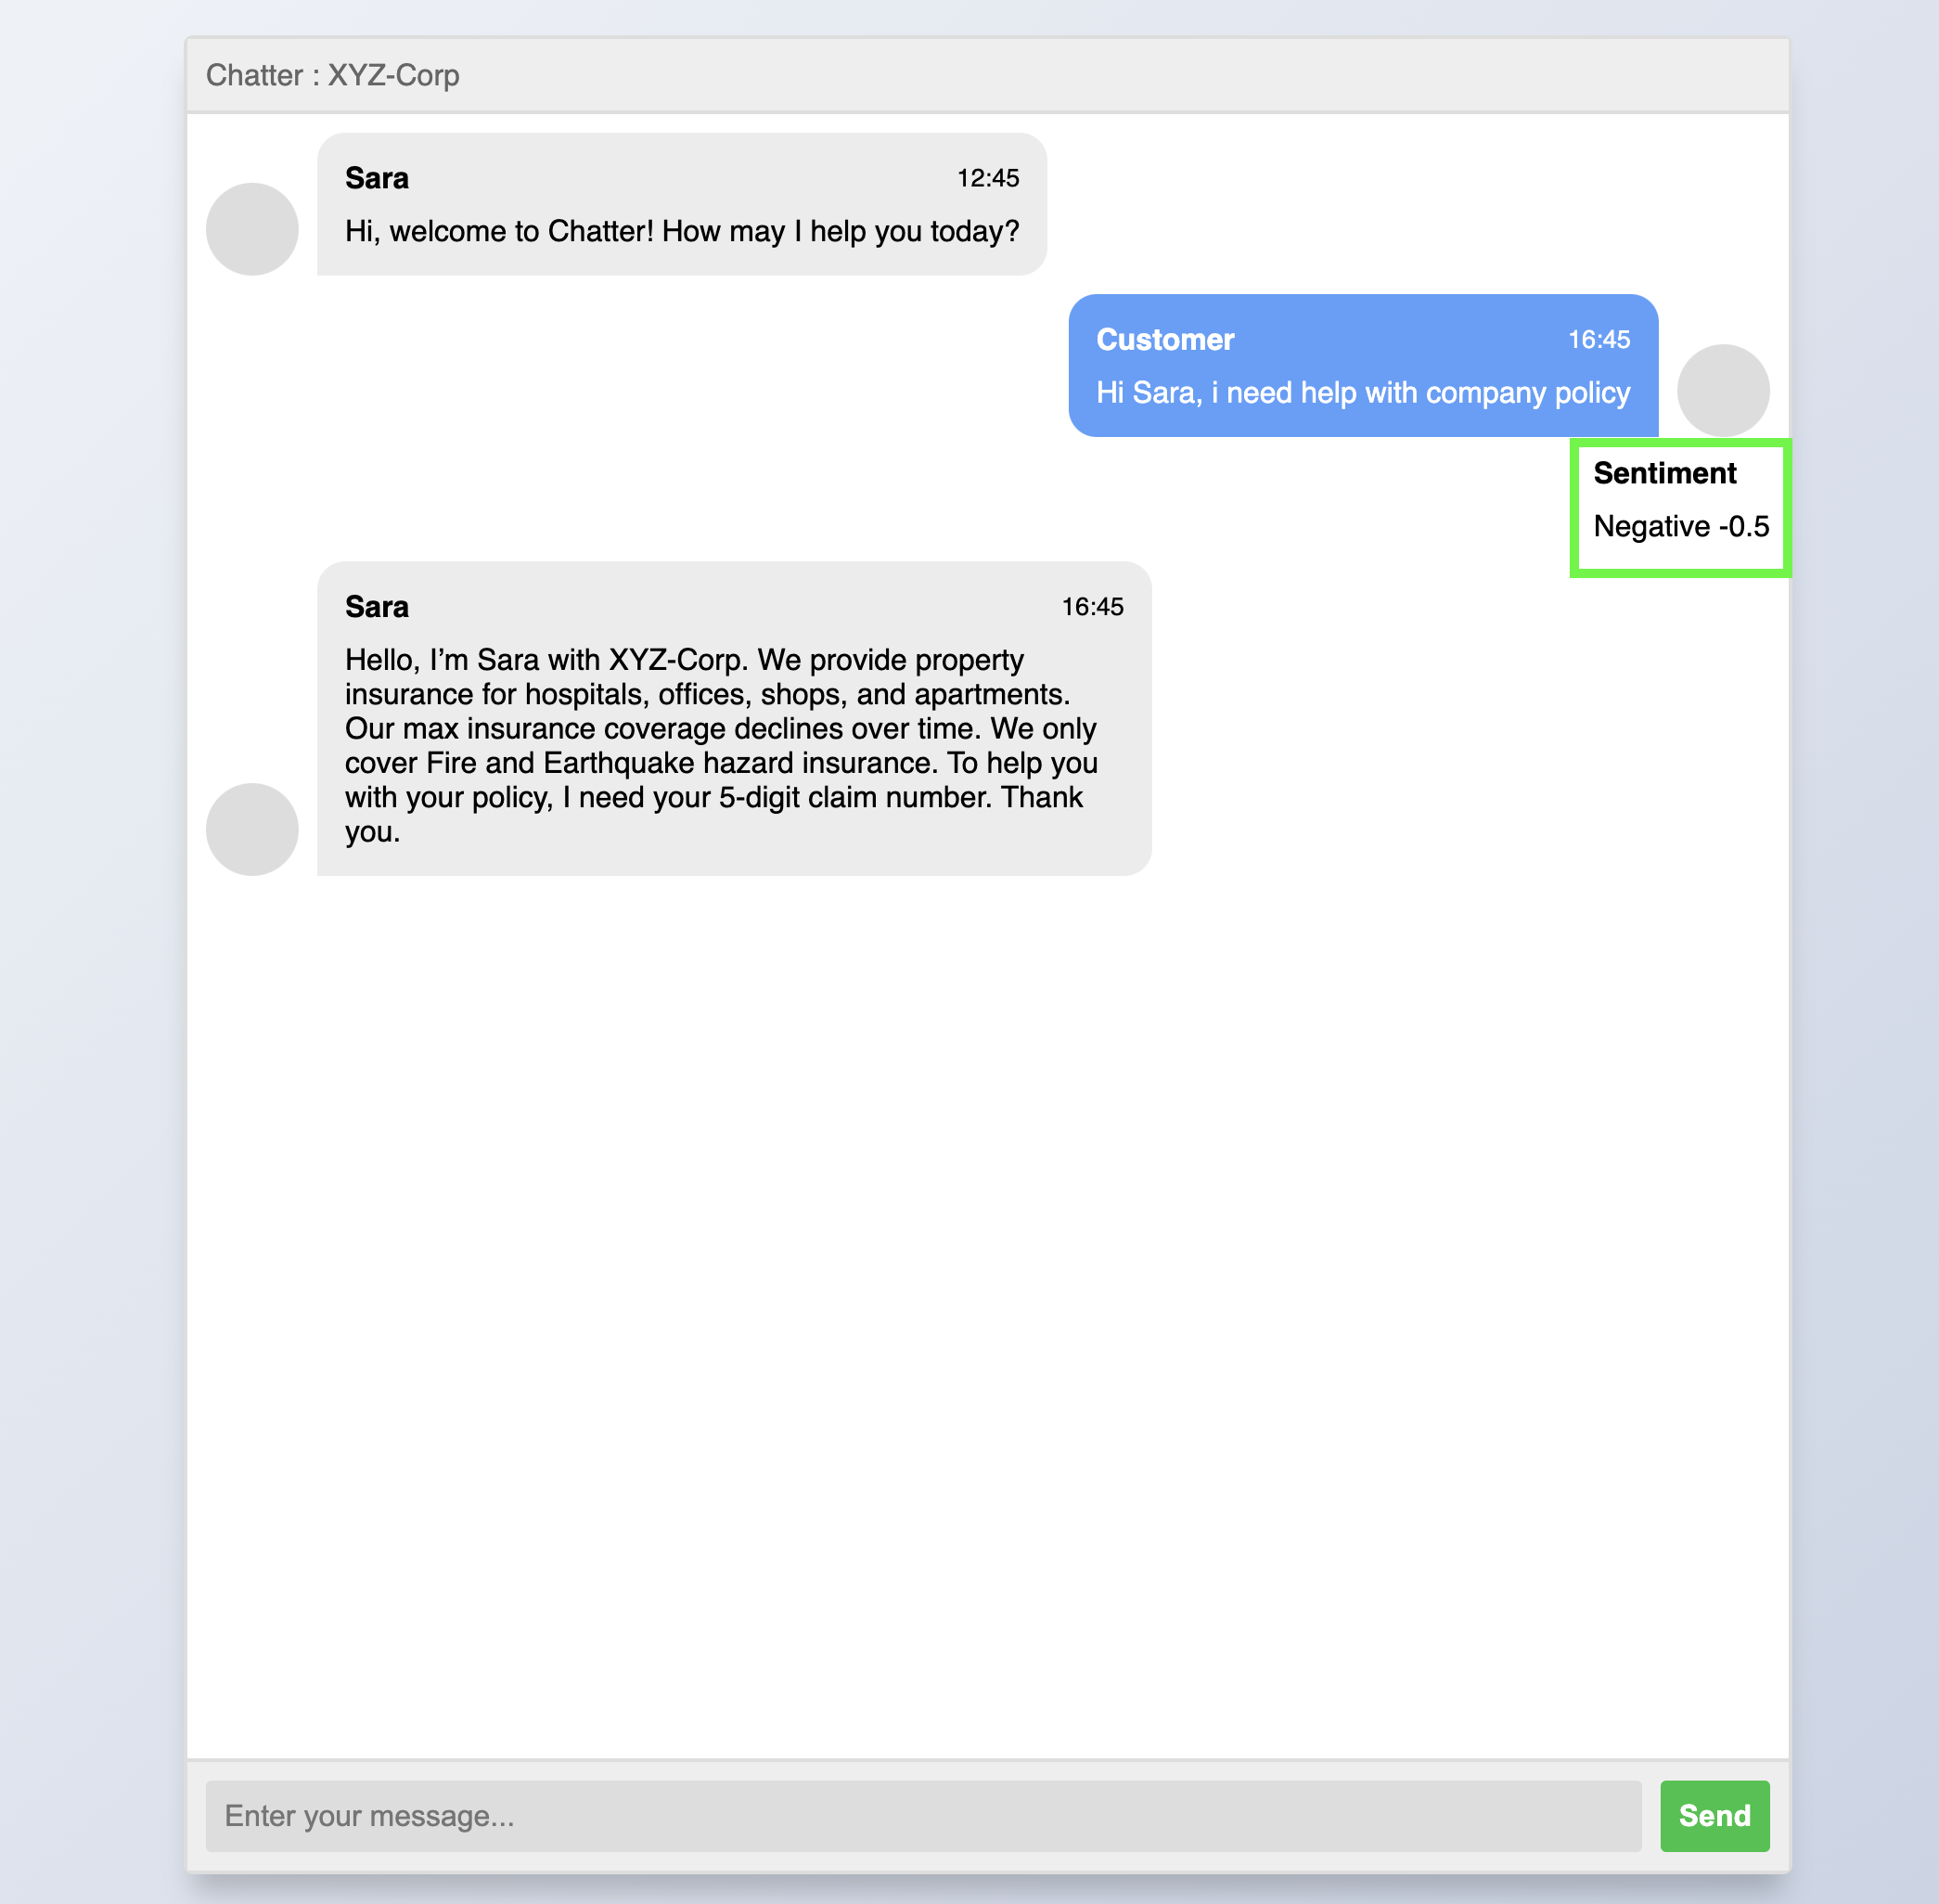 Chatter : XYZ-Corp
Sara 12:45
Hi, welcome to Chatter! How may I help you today?
Customer 16:45
Hi Sara, i need help with company policy
Sentiment
Negative -0.5
Sara 16:45
Hello, I’m Sara with XYZ-Corp. We provide property
insurance for hospitals, offices, shops, and apartments.
Our max insurance coverage declines over time. We only
cover Fire and Earthquake hazard insurance. To help you
with your policy, I need your 5-digit claim number. Thank
you.
Enter your message...
Send